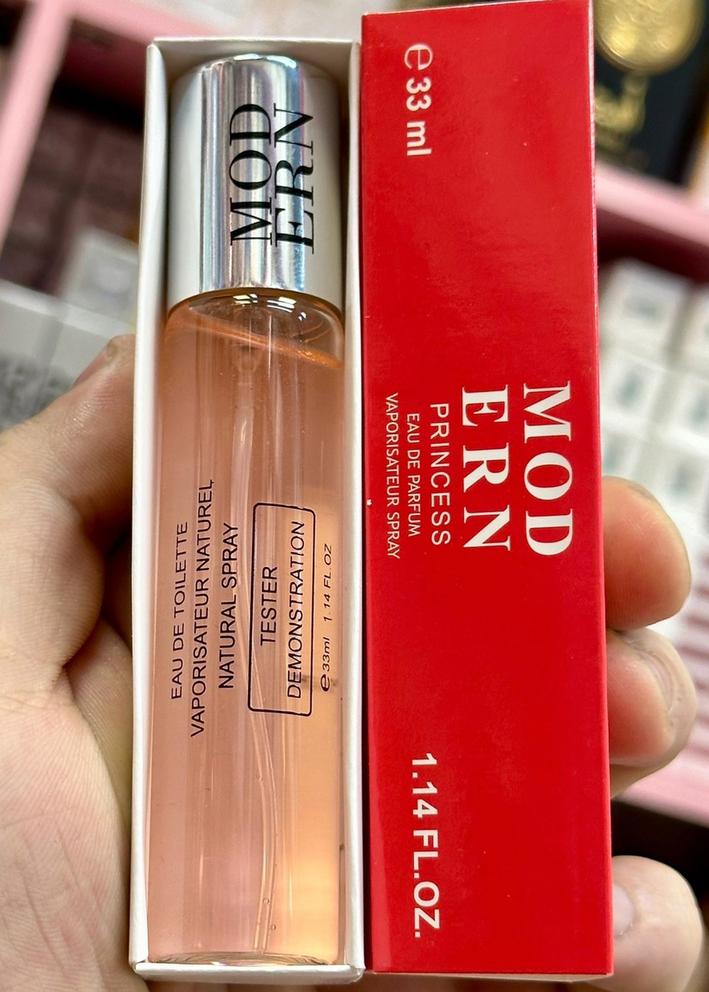 MOD
ERN
EAU DE TOILETTE
VAPORISATEUR NATUREL
NATURAL SPRAY
TESTER
DEMONSTRATION
e 33ml 1.14 FL.OZ
e 33 ml
MOD
ERN
PRINCESS
EAU DE PARFUM
VAPORISATEUR SPRAY
1.14 FL.OZ.